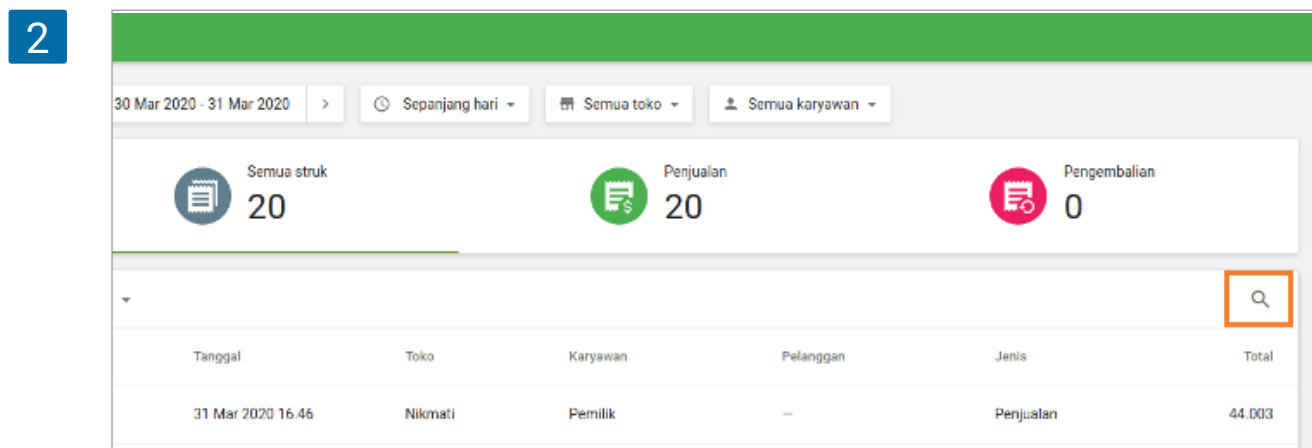 2
30 Mar 2020 - 31 Mar 2020 > Sepanjang hari Semua toko Semua karyawan
Semua struk Penjualan Pengembalian
20 20 0
Tanggal Toko Karyawan Pelanggan Jenis Total
31 Mar 2020 16.46 Nikmati Pemilik — Penjualan 44.003